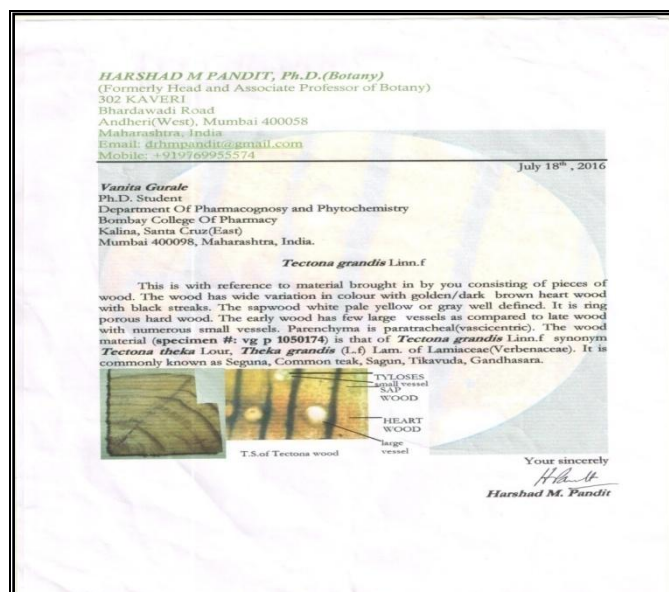 HARSHAD M PANDIT, Ph.D.(Botany)
(Formerly Head and Associate Professor of Botany)
302 KAVERI
Bhardawadi Road
Andheri(West), Mumbai 400058
Maharashtra, India
Email: drhmpandit@gmail.com
Mobile: +919769955574
July 18th , 2016
Vanita Gurale
Ph.D. Student
Department Of Pharmacognosy and Phytochemistry
Bombay College Of Pharmacy
Kalina, Santa Cruz(East)
Mumbai 400098, Maharashtra, India.
Tectona grandis Linn.f
This is with reference to material brought in by you consisting of pieces of
wood. The wood has wide variation in colour with golden/dark brown heart wood
with black streaks. The sapwood white pale yellow or gray well defined. It is ring
porous hard wood. The early wood has few large vessels as compared to late wood
with numerous small vessels. Parenchyma is paratracheal(vascicentric). The wood
material (specimen #: vg p 1050174) is that of Tectona grandis Linn.f synonym
Tectona theka Lour, Theka grandis (L.f) Lam. of Lamiaceae(Verbenaceae). It is
commonly known as Seguna, Common teak, Sagun, Tikavuda, Gandhasara.
TYLOSES
small vessel
SAP
WOOD
HEART
WOOD
large
vessel
T.S.of Tectona wood
Your sincerely
Harshad M. Pandit